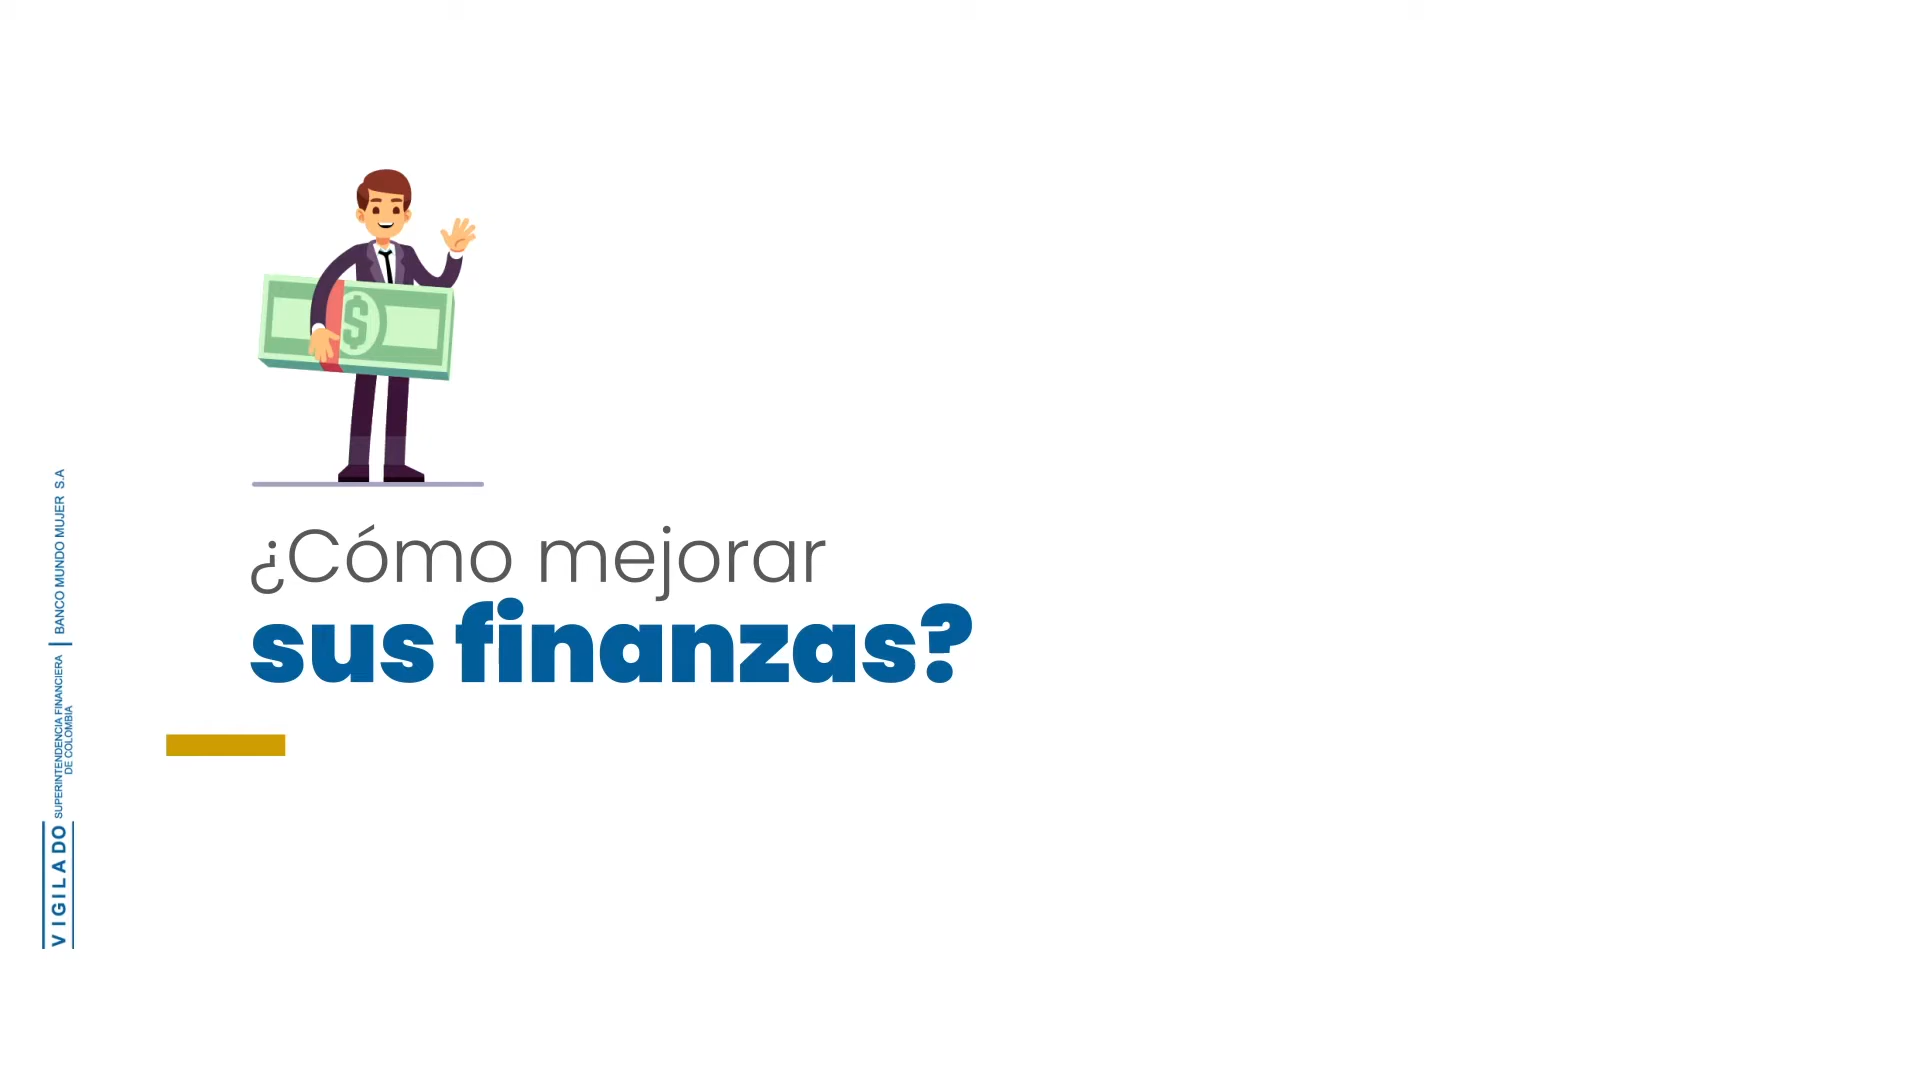 ¿Cómo mejorar
sus finanzas?
VIGILADO
SUPERINTENDENCIA FINANCIERA
DE COLOMBIA
BANCO MUNDO MUJER S.A
$